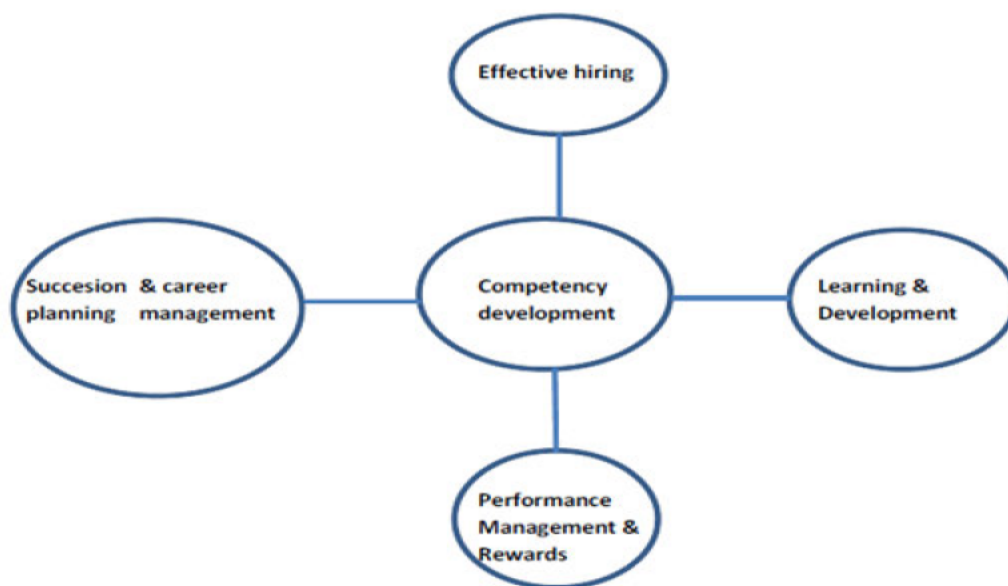 Effective hiring
Succesion & career
planning management
Competency
development
Learning &
Development
Performance
Management &
Rewards